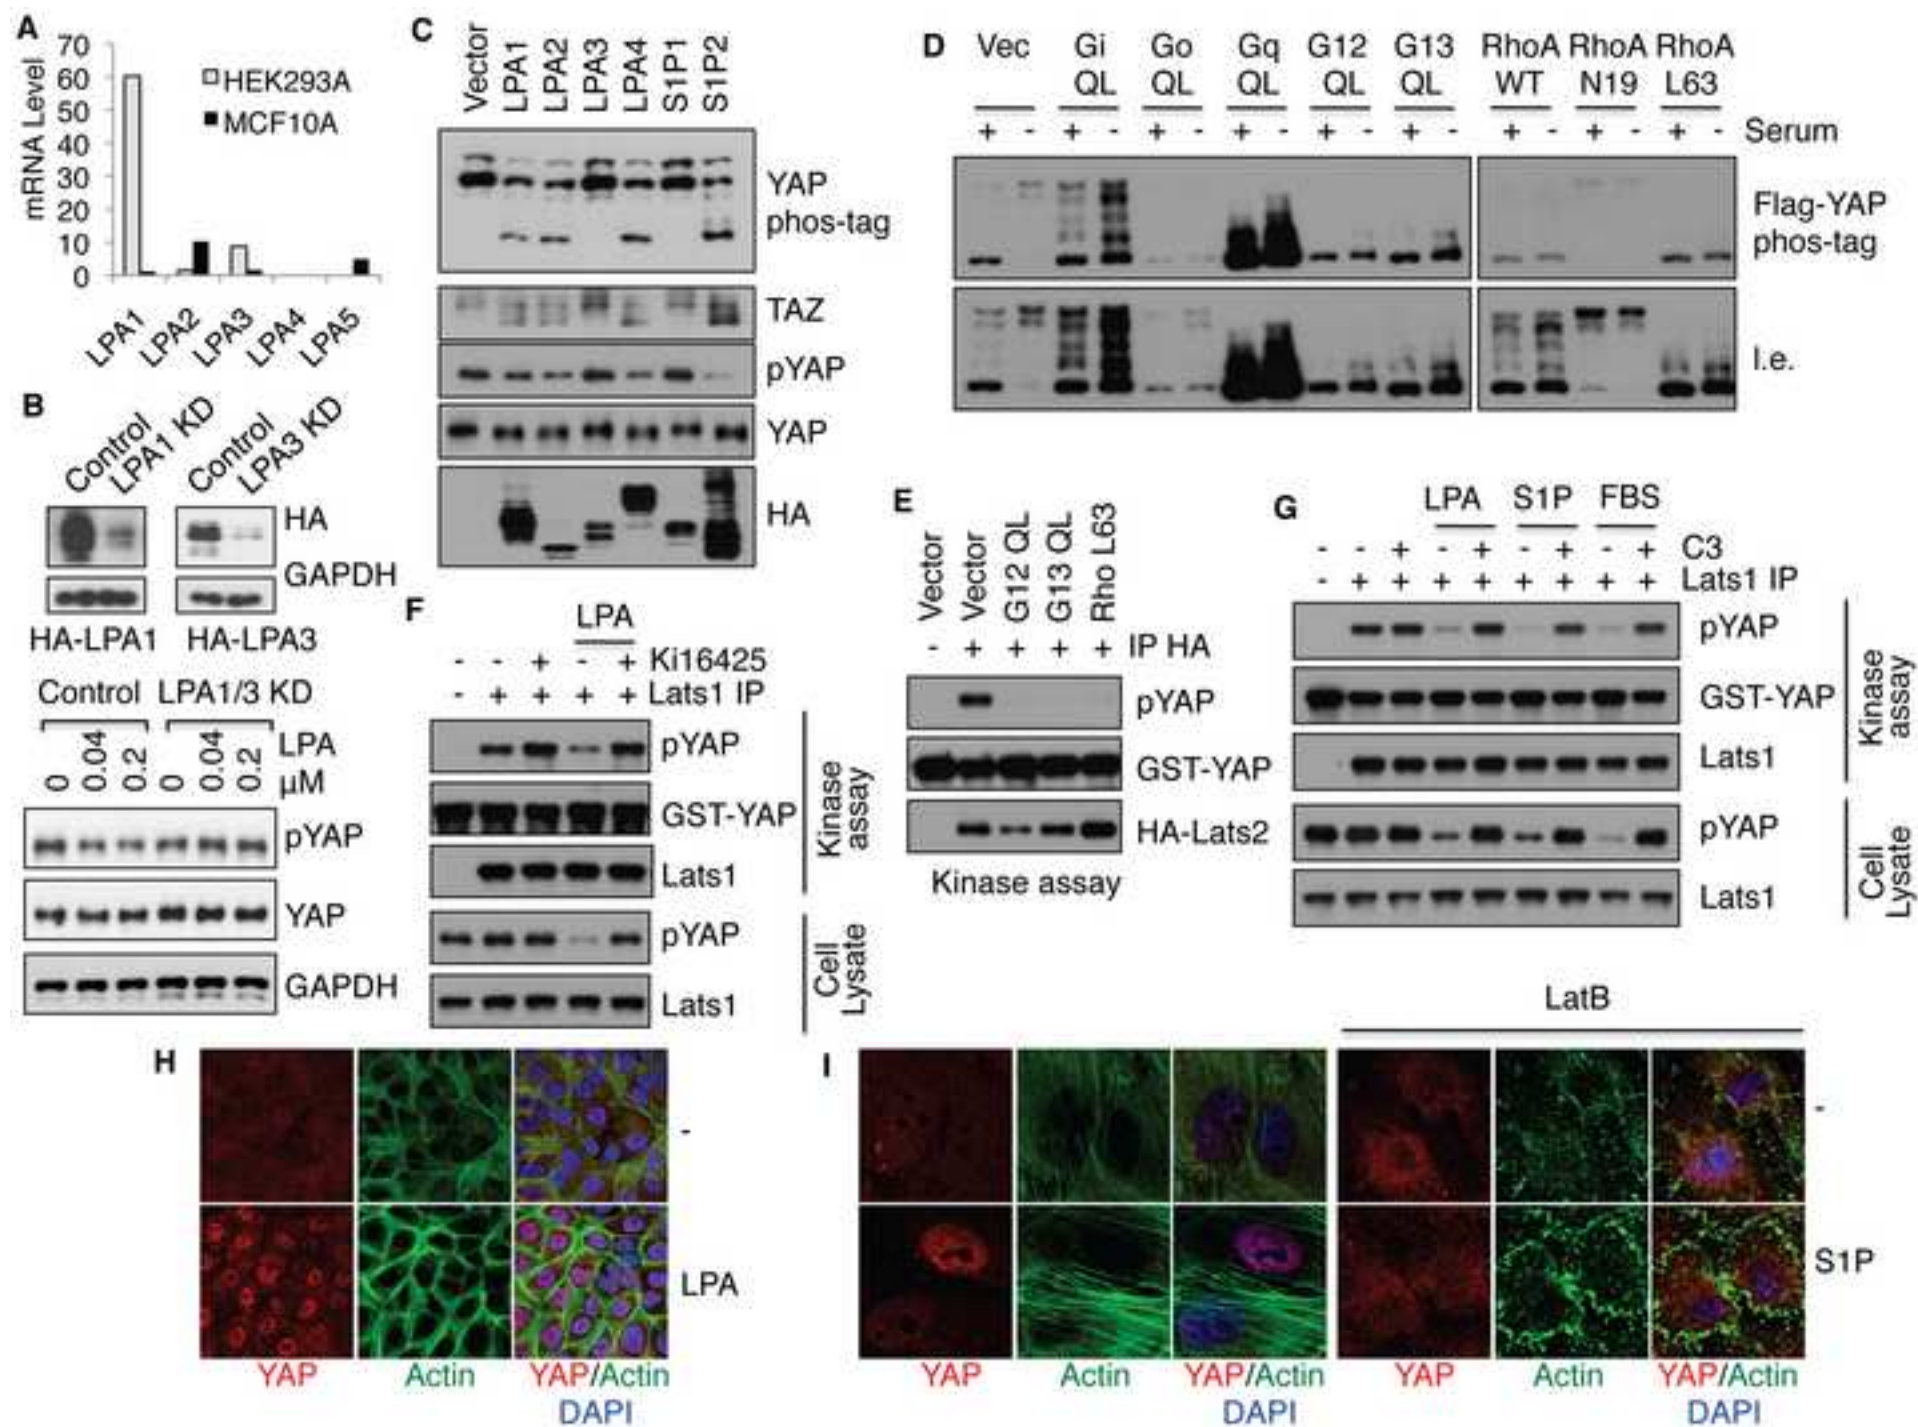 A
70
60
50
40
30
20
10
0
mRNA Level
HEK293A
MCF10A
LPA1
LPA2
LPA3
LPA4
LPA5
B
Control
LPA1 KD
Control
LPA3 KD
HA
GAPDH
HA-LPA1
HA-LPA3
Control LPA1/3 KD
0 0.04 0.2 0 0.04 0.2 LPA
µM
pYAP
YAP
GAPDH
C
Vector
LPA1
LPA2
LPA3
LPA4
S1P1
S1P2
YAP
phos-tag
TAZ
pYAP
YAP
HA
D
Vec Gi Go Gq G12 G13 RhoA RhoA RhoA
QL QL QL QL QL WT N19 L63
+ - + - + - + - + - + - + - + - + - Serum
Flag-YAP
phos-tag
l.e.
E
Vector
Vector
G12 QL
G13 QL
Rho L63
- + + + + IP HA
pYAP
GST-YAP
HA-Lats2
Kinase assay
F
LPA
- - + - + Ki16425
- + + + + Lats1 IP
pYAP
GST-YAP
Lats1
Kinase
assay
pYAP
Lats1
Cell
Lysate
G
LPA S1P FBS
- - + - + - + - + C3
- + + + + + + + + Lats1 IP
pYAP
GST-YAP
Lats1
Kinase
assay
pYAP
Lats1
Cell
Lysate
H
-
LPA
YAP
Actin
YAP/Actin
DAPI
I
LatB
-
S1P
YAP
Actin
YAP/Actin
DAPI
YAP
Actin
YAP/Actin
DAPI